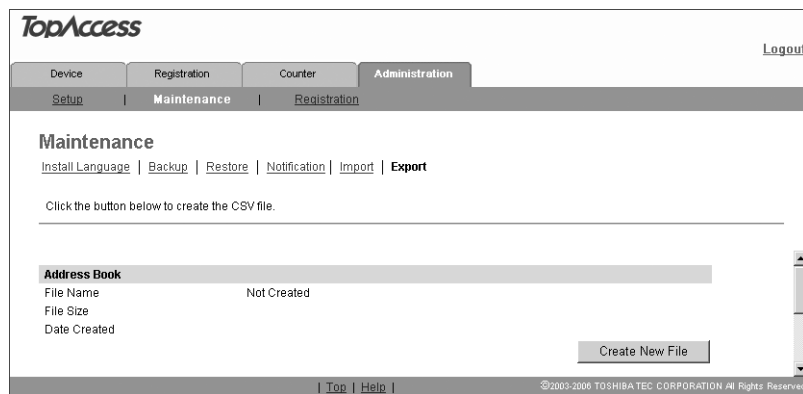 TopAccess
Logout
Device Registration Counter Administration
Setup | Maintenance | Registration
Maintenance
Install Language | Backup | Restore | Notification | Import | Export
Click the button below to create the CSV file.
Address Book
File Name Not Created
File Size
Date Created
Create New File
| Top | Help | ©2003-2006 TOSHIBA TEC CORPORATION All Rights Reserved